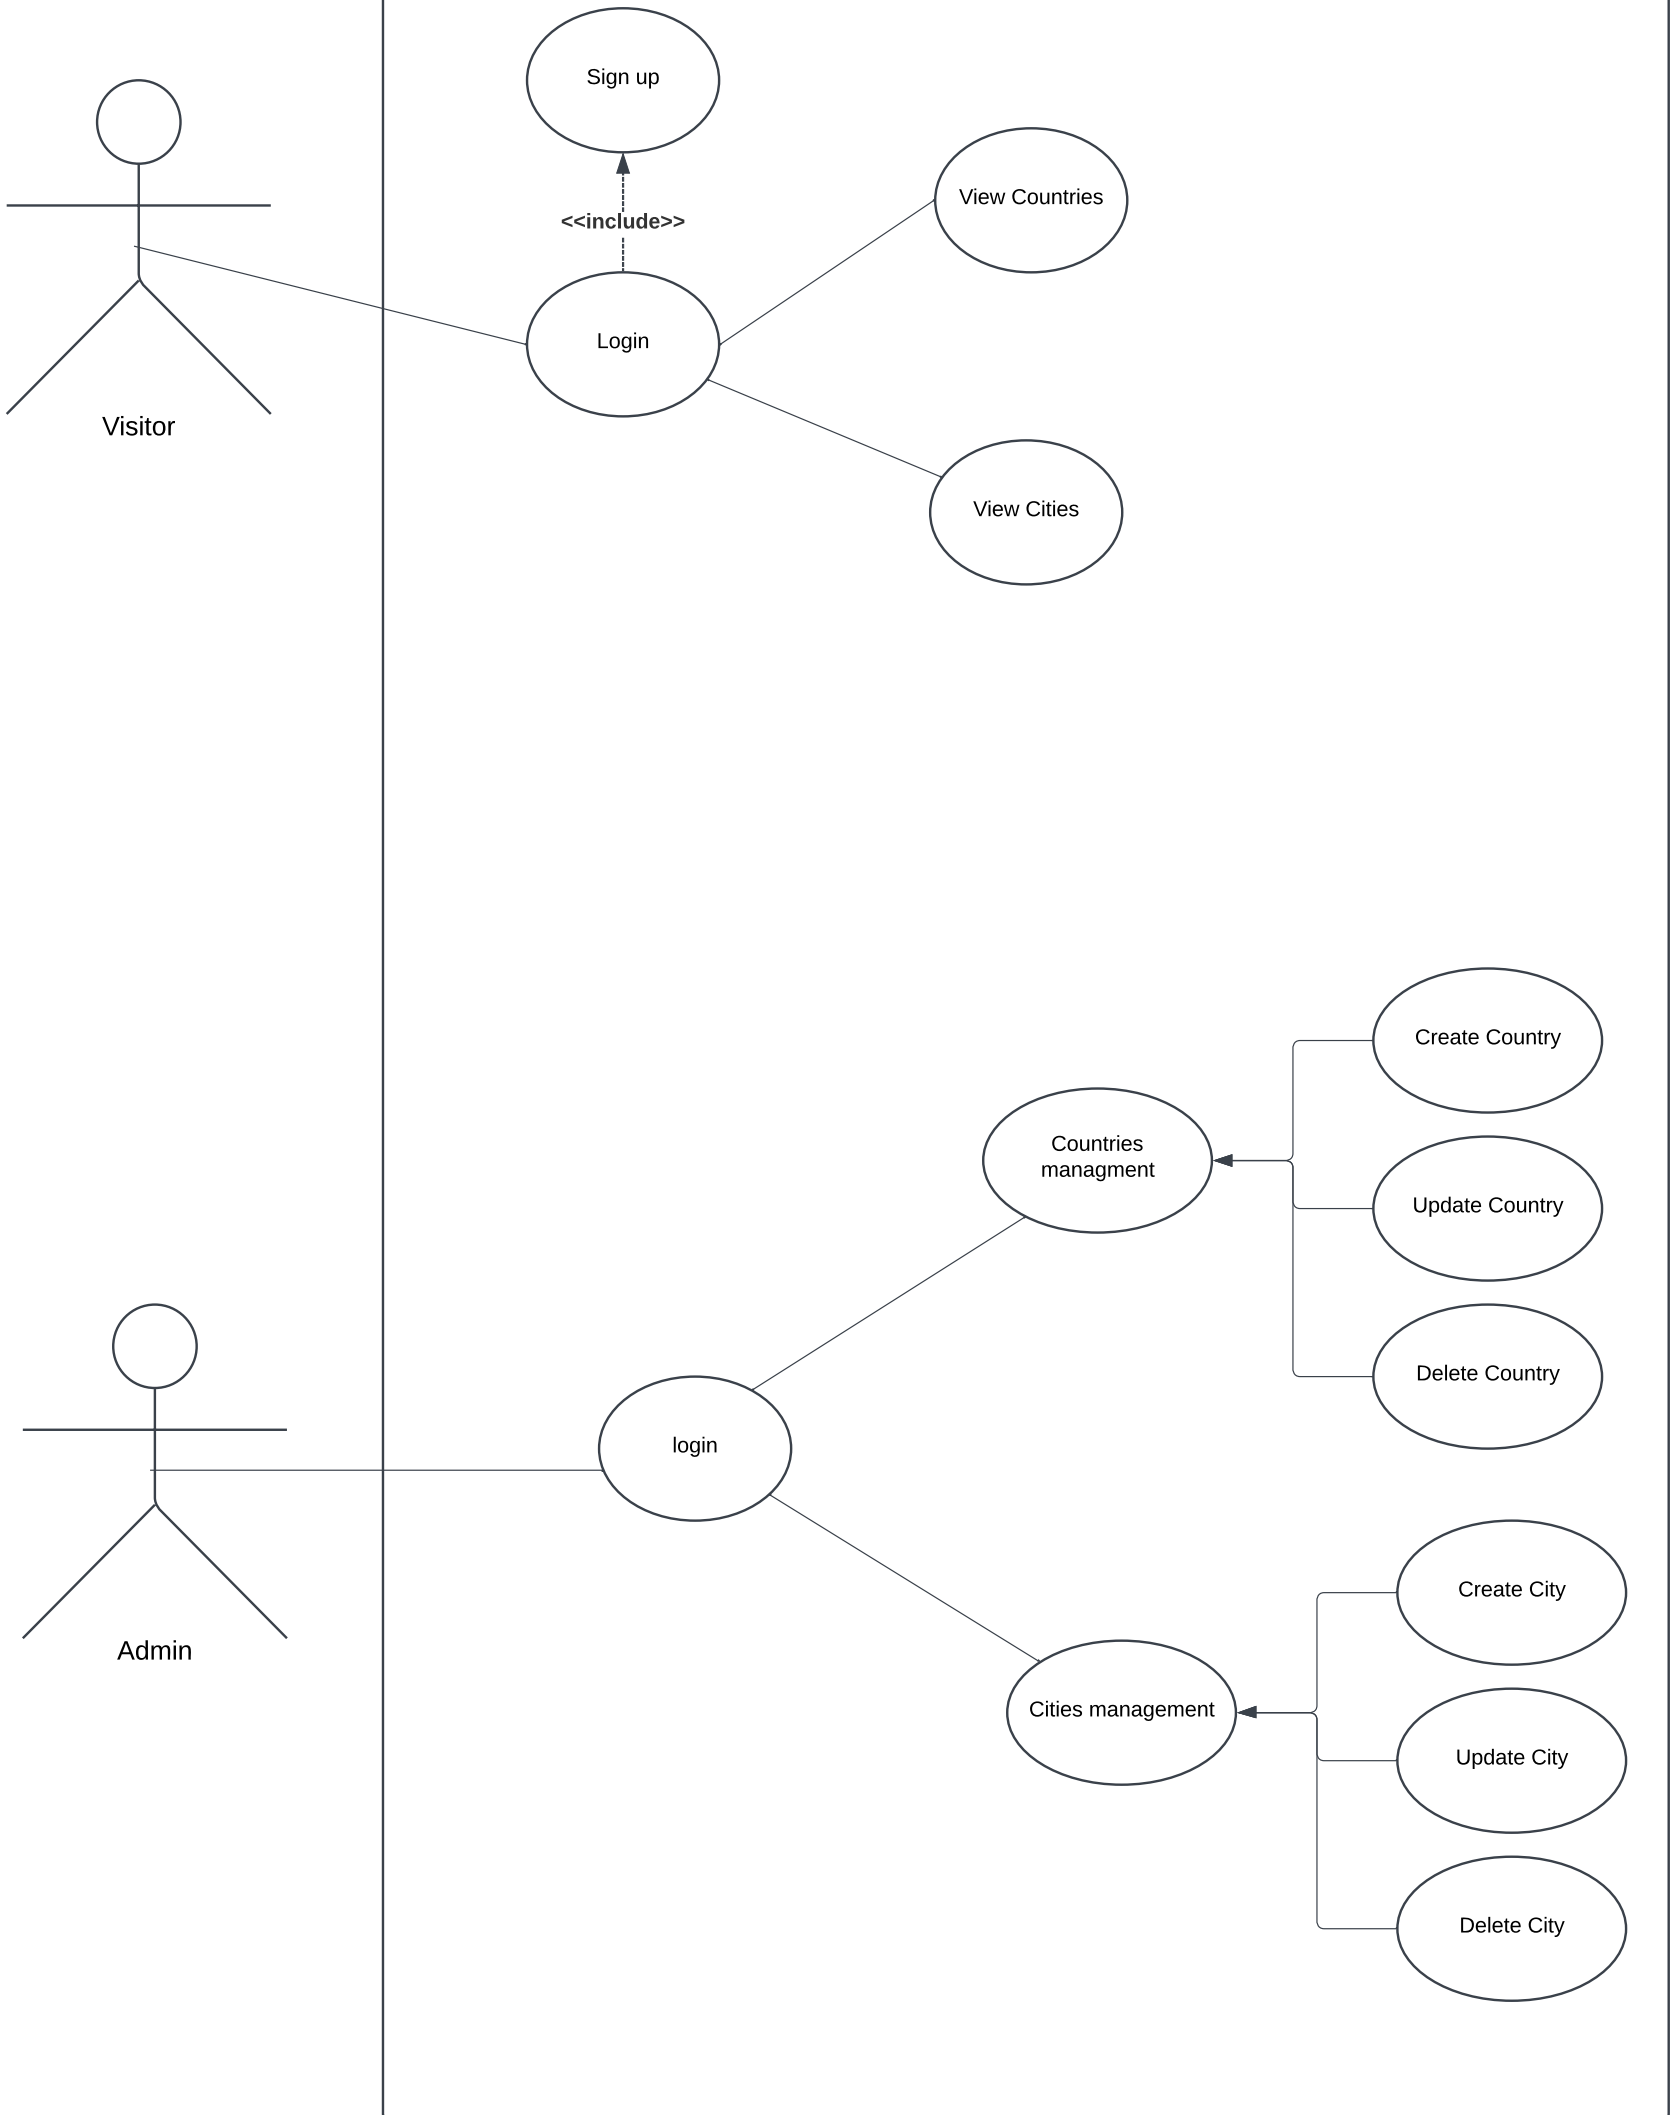 Sign up
View Countries
<<include>>
Login
Visitor
View Cities
Create Country
Countries
managment
Update Country
Delete Country
login
Admin
Create City
Cities management
Update City
Delete City